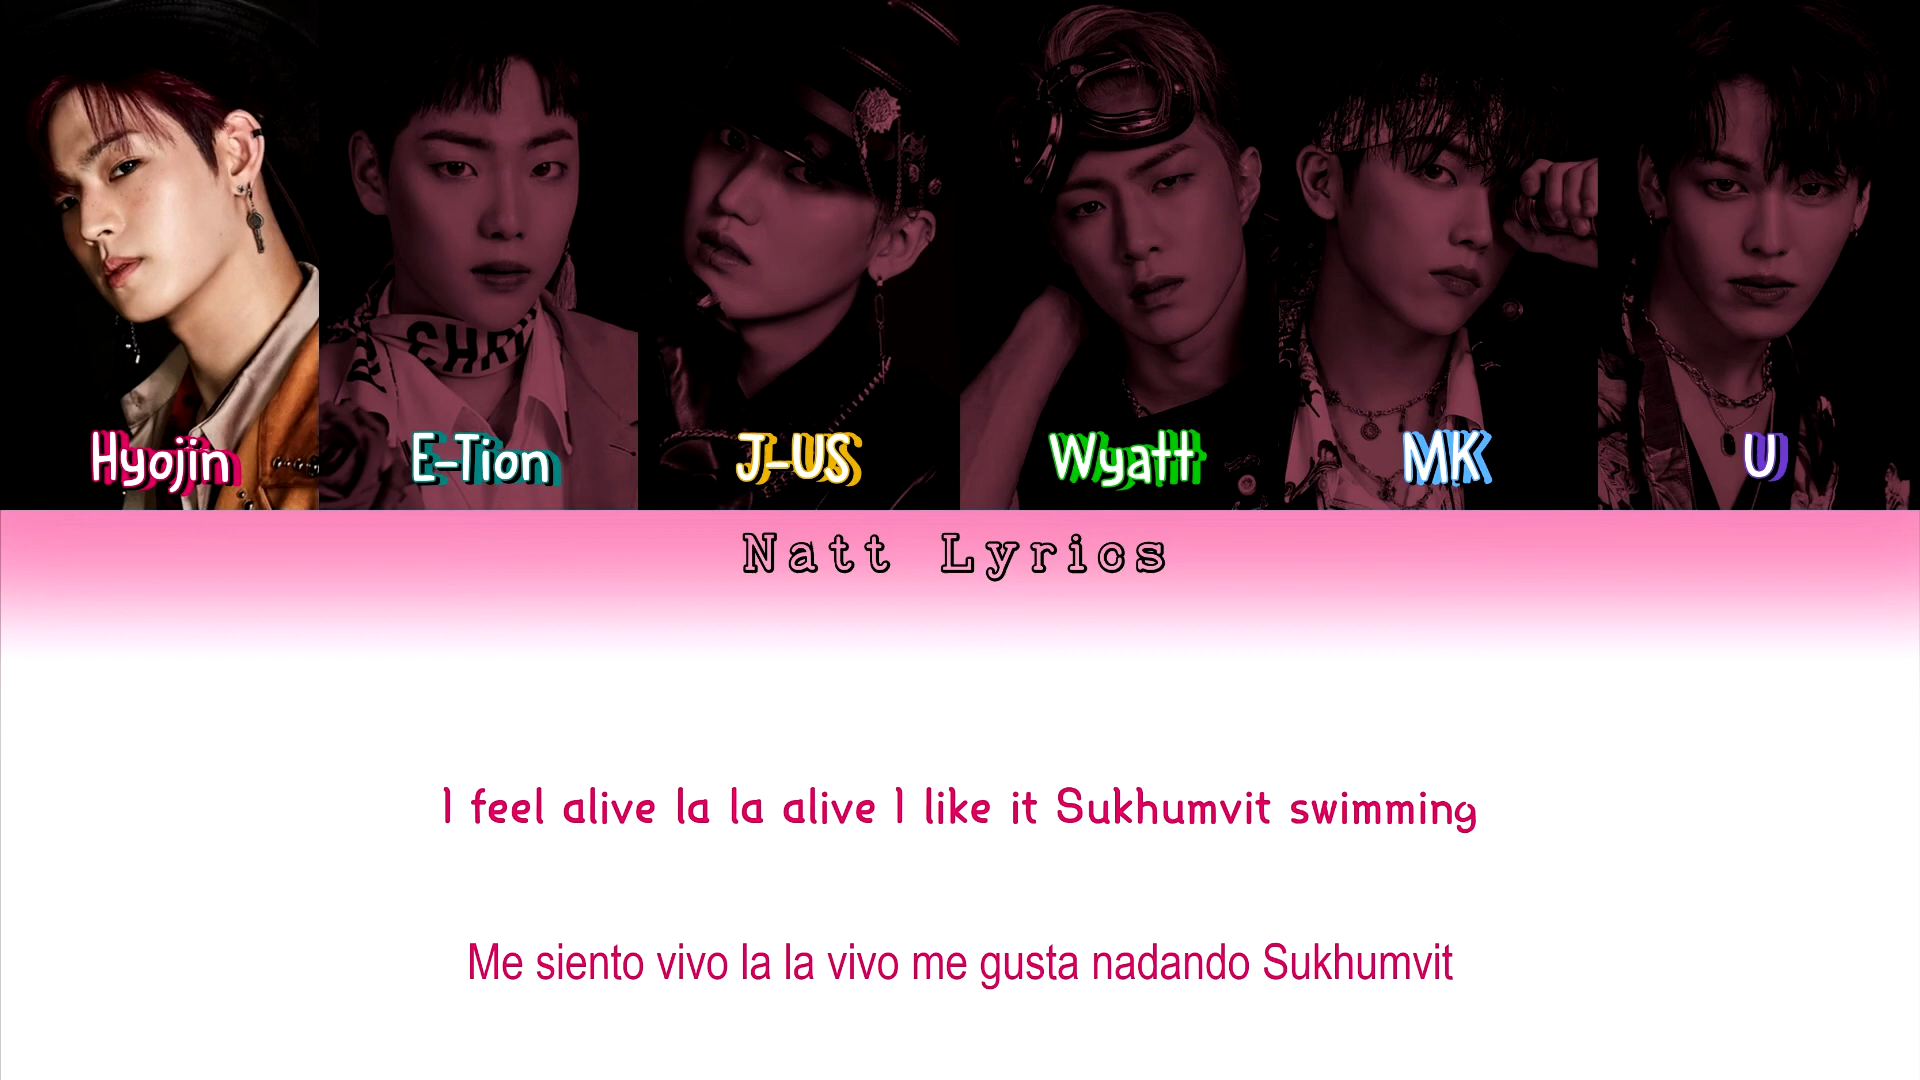 Hyojin E-Tion J-US Wyatt MK U
Natt Lyrics
I feel alive la la alive I like it Sukhumvit swimming
Me siento vivo la la vivo me gusta nadando Sukhumvit